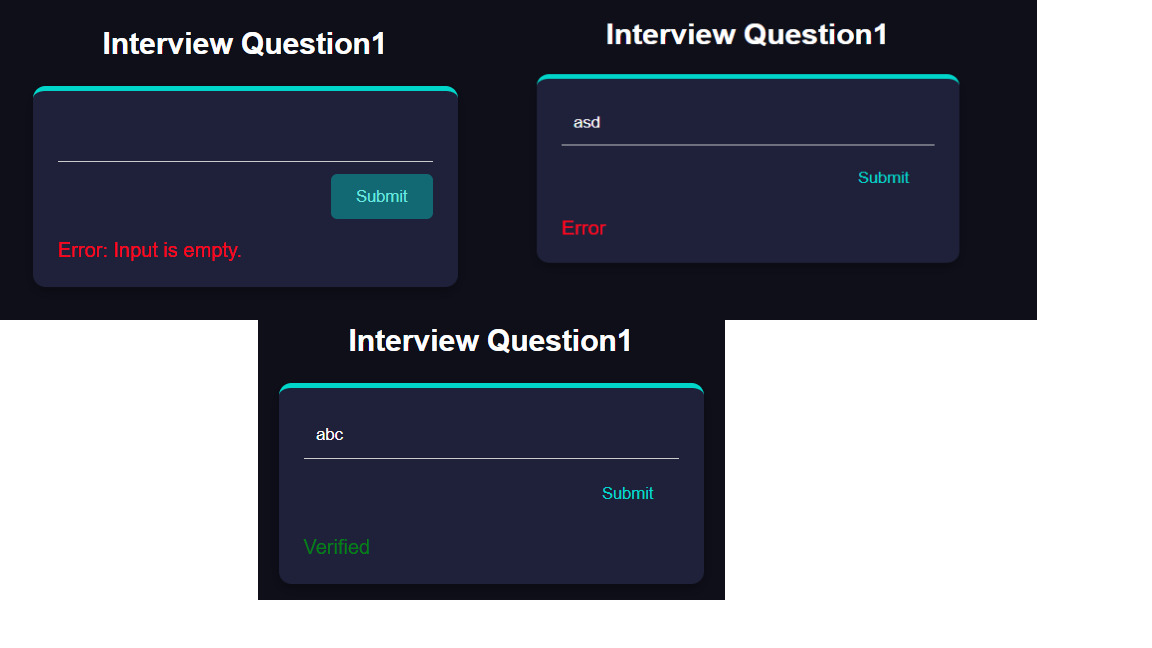 Interview Question1
Submit
Error: Input is empty.
Interview Question1
asd
Submit
Error
Interview Question1
abc
Submit
Verified